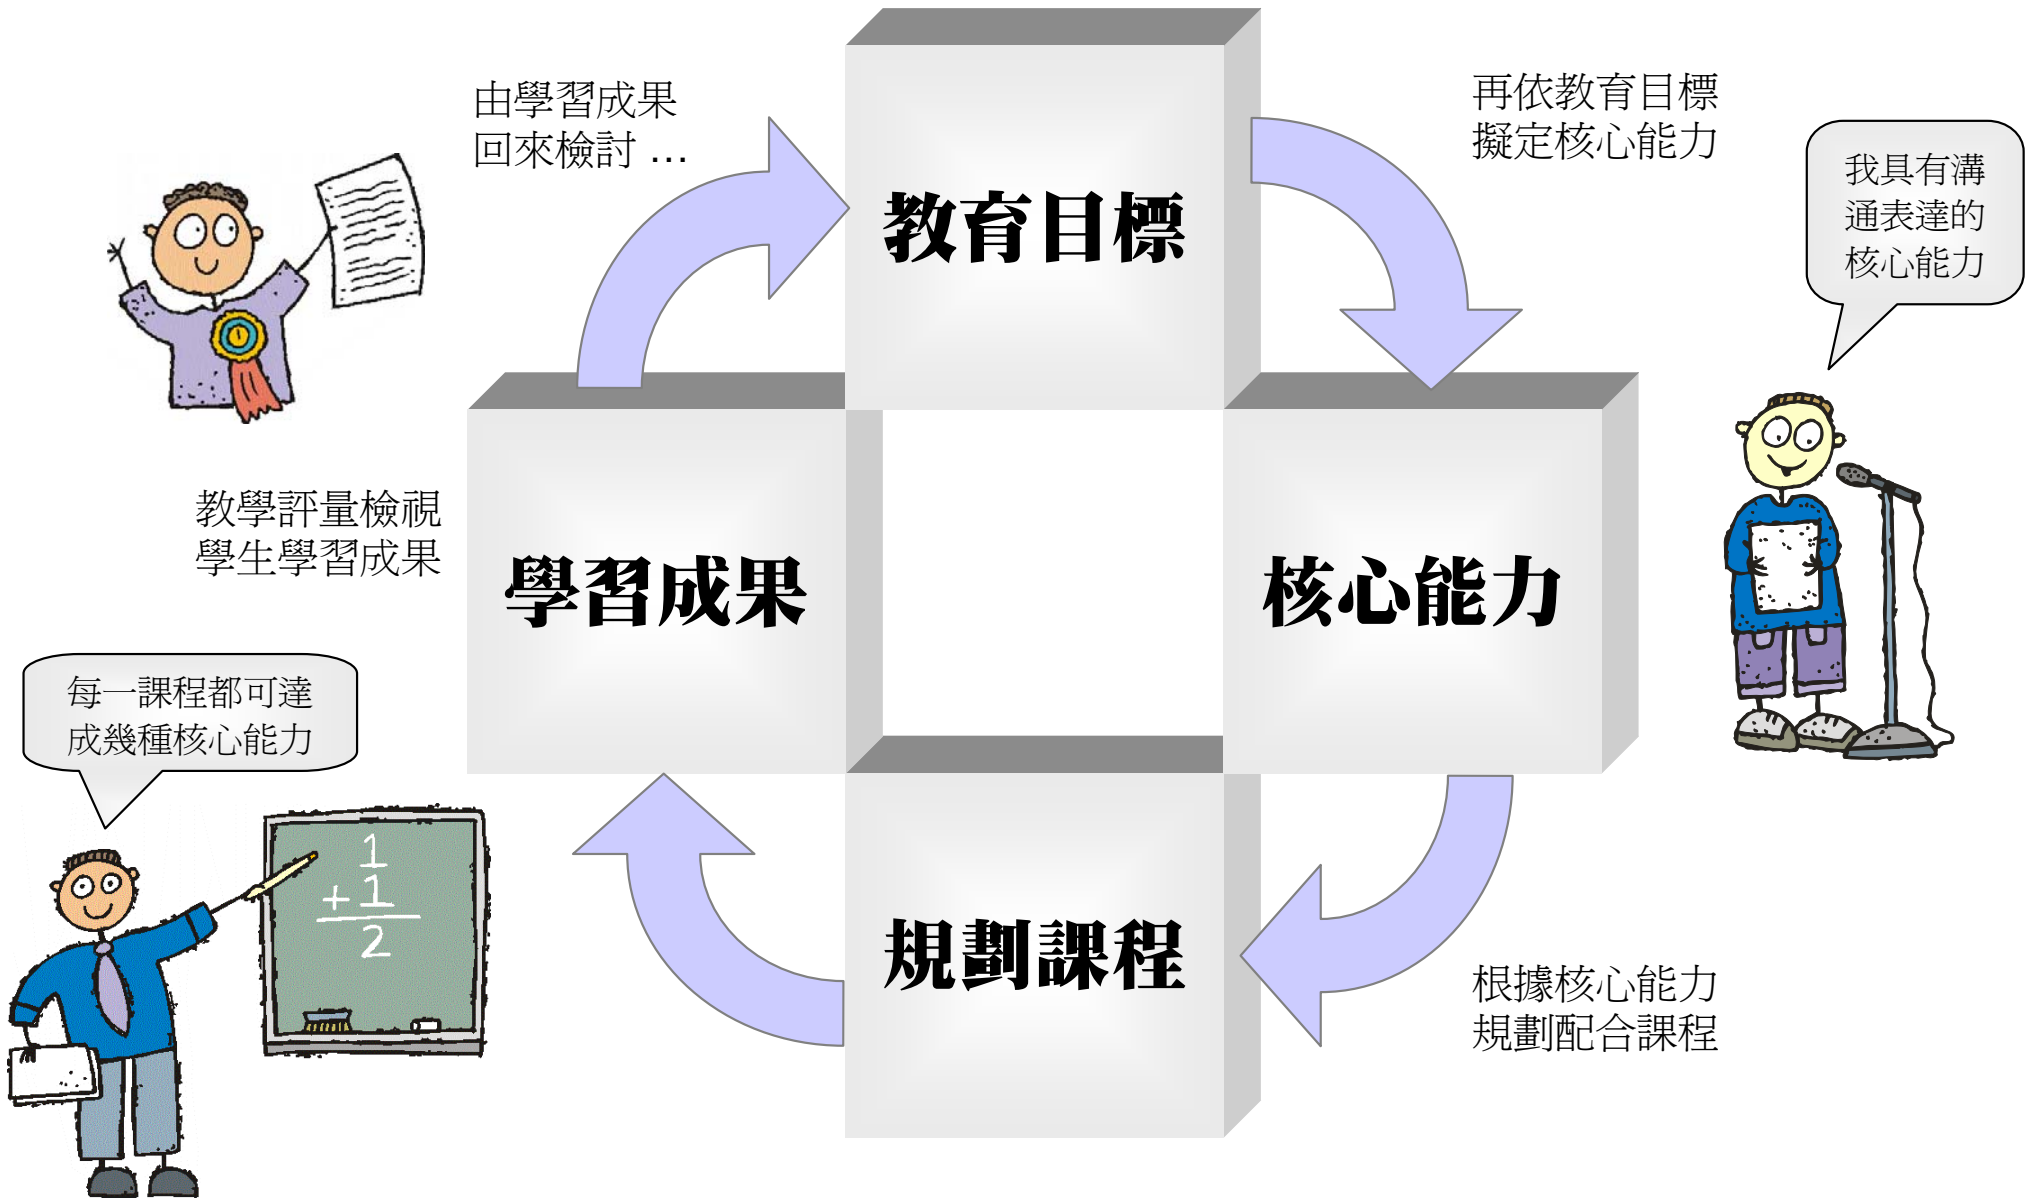 由學習成果
回來檢討 ...
教育目標
再依教育目標
擬定核心能力
我具有溝
通表達的
核心能力
教學評量檢視
學生學習成果
學習成果
核心能力
每一課程都可達
成幾種核心能力
1
+1
2
規劃課程
根據核心能力
規劃配合課程